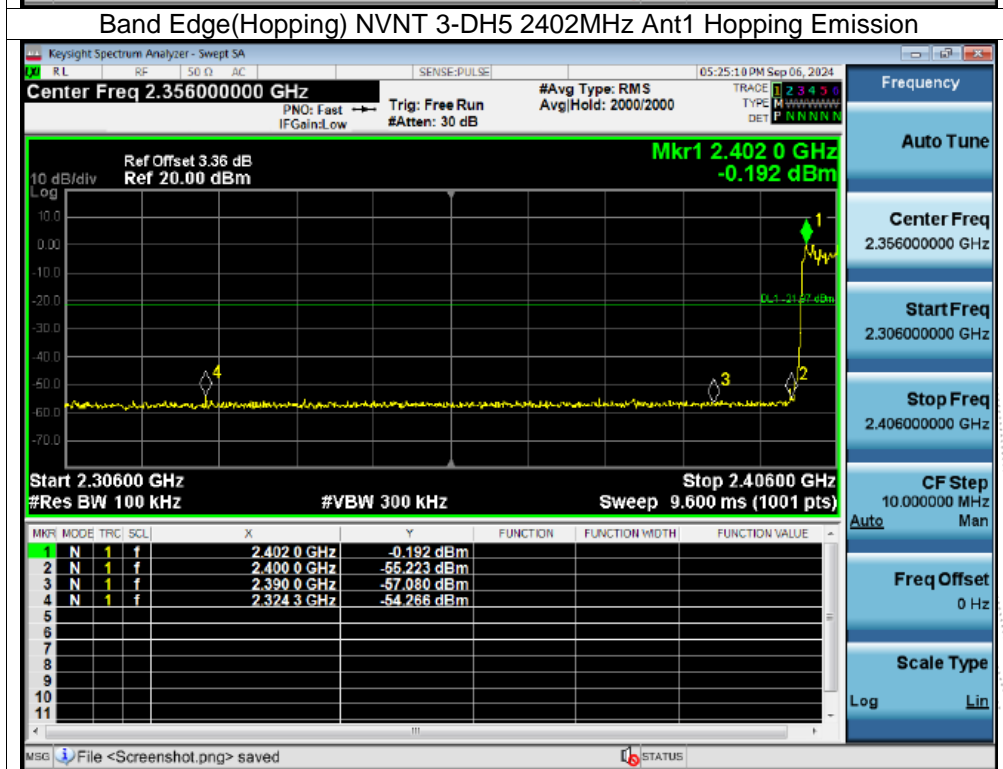 Band Edge(Hopping) NVNT 3-DH5 2402MHz Ant1 Hopping Emission
Keysight Spectrum Analyzer - Swept SA
RL RF 50 Ω AC SENSE:PULSE 05:25:10 PM Sep 06, 2024
Center Freq 2.356000000 GHz #Avg Type: RMS TRACE 1 2 3 4 5 6
PNO: Fast Trig: Free Run Avg|Hold: 2000/2000 TYPE M WWWWW
IFGain:Low #Atten: 30 dB DET P N N N N N
Frequency
Auto Tune
Center Freq
2.356000000 GHz
Start Freq
2.306000000 GHz
Stop Freq
2.406000000 GHz
CF Step
10.000000 MHz
Auto Man
Freq Offset
0 Hz
Scale Type
Log Lin
Mkr1 2.402 0 GHz
Ref Offset 3.36 dB
10 dB/div Ref 20.00 dBm -0.192 dBm
Log
10.0
1
0.00
-10.0
-20.0
DL1 -21.97 dBm
-30.0
-40.0
4 3 2
-50.0
-60.0
-70.0
Start 2.30600 GHz Stop 2.40600 GHz
#Res BW 100 kHz #VBW 300 kHz Sweep 9.600 ms (1001 pts)
MKR MODE TRC SCL X Y FUNCTION FUNCTION WIDTH FUNCTION VALUE
1 N 1 f 2.402 0 GHz -0.192 dBm
2 N 1 f 2.400 0 GHz -55.223 dBm
3 N 1 f 2.390 0 GHz -57.080 dBm
4 N 1 f 2.324 3 GHz -54.266 dBm
5
6
7
8
9
10
11
MSG File <Screenshot.png> saved STATUS